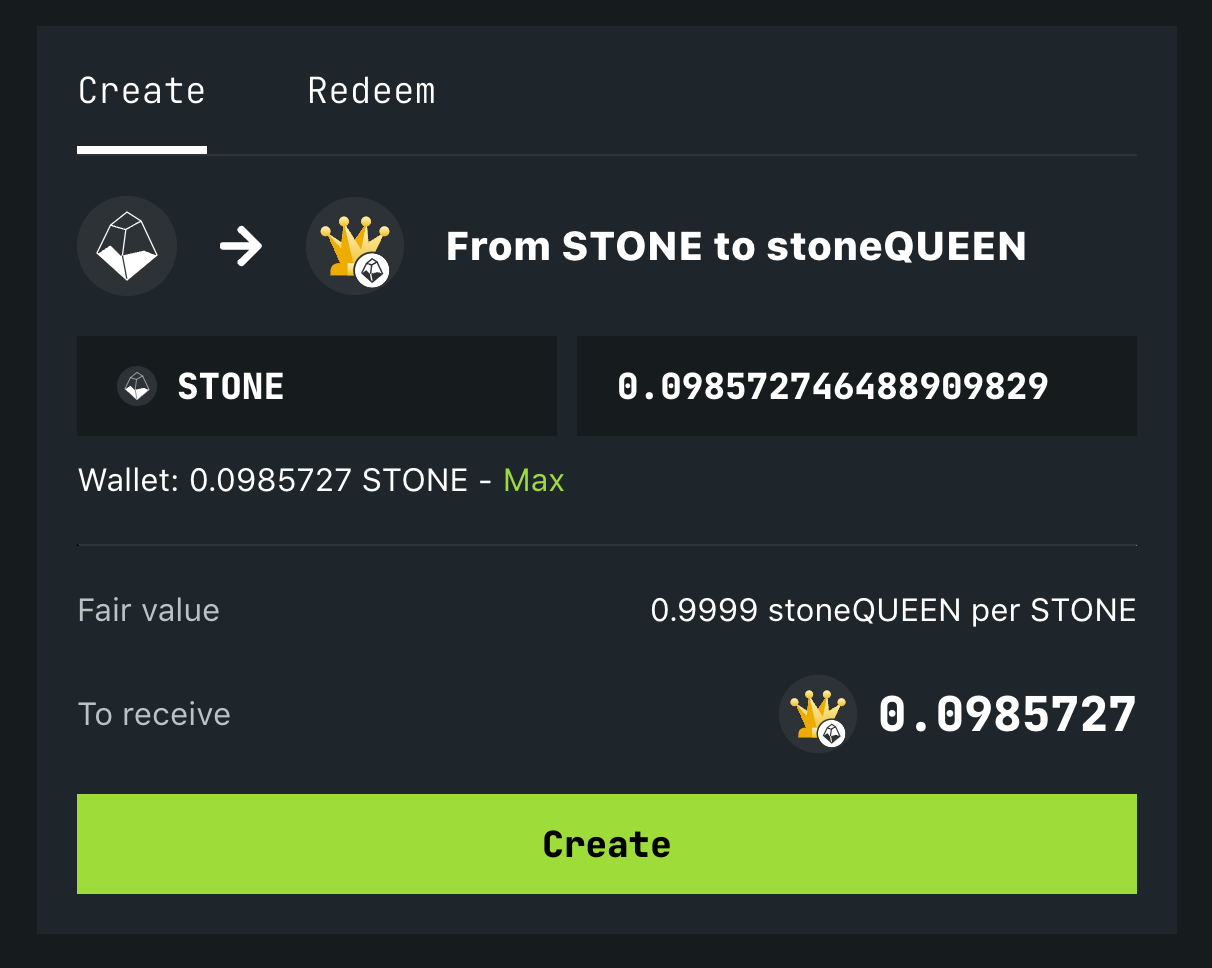 Create Redeem
From STONE to stoneQUEEN
STONE 0.098572746488909829
Wallet: 0.0985727 STONE - Max
Fair value 0.9999 stoneQUEEN per STONE
To receive 0.0985727
Create